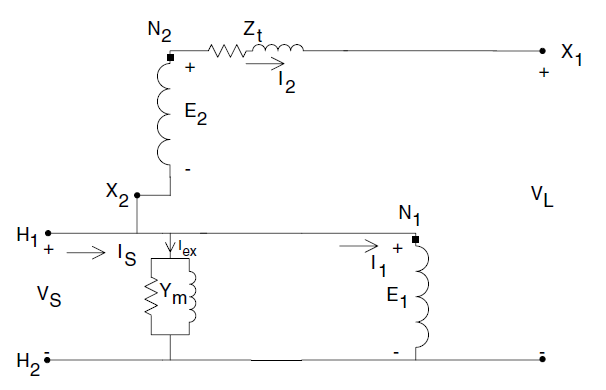 N2 Zt
X1
+ +
I2
E2
-
X2
VL
N1
H1
+ IS Iex I1 +
VS Ym E1
H2 - - -